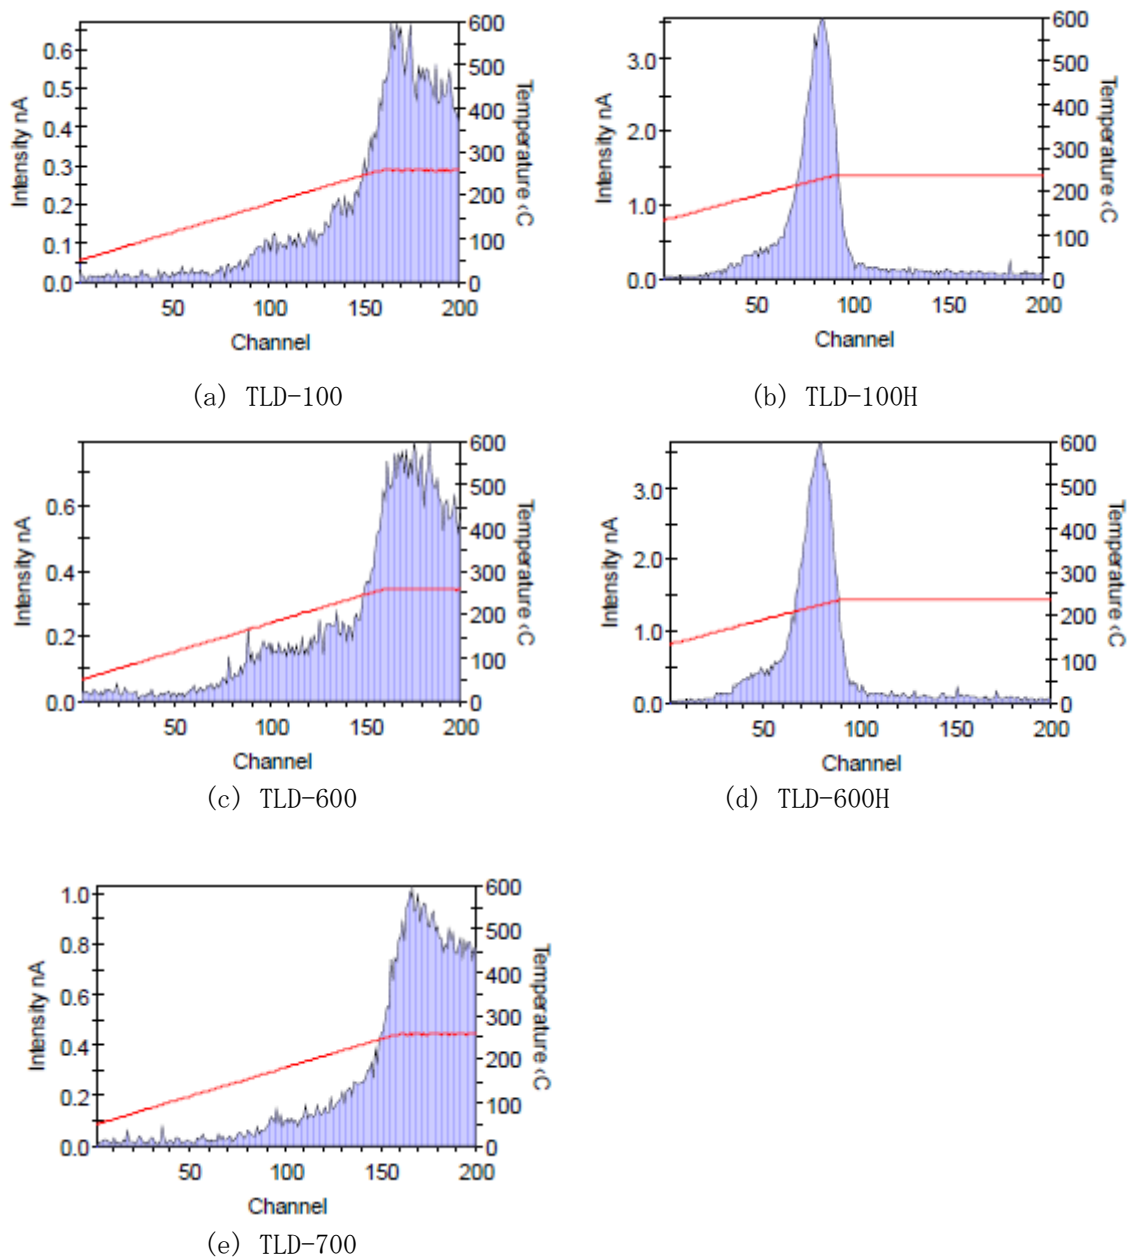 Intensity nA
0.6
0.5
0.4
0.3
0.2
0.1
0.0
600
500
400
300
200
100
0
Temperature ‹C
50 100 150 200
Channel
(a) TLD-100
Intensity nA
3.0
2.0
1.0
0.0
600
500
400
300
200
100
0
Temperature ‹C
50 100 150 200
Channel
(b) TLD-100H
Intensity nA
0.6
0.4
0.2
0.0
600
500
400
300
200
100
0
Temperature ‹C
50 100 150 200
Channel
(c) TLD-600
Intensity nA
3.0
2.0
1.0
0.0
600
500
400
300
200
100
0
Temperature ‹C
50 100 150 200
Channel
(d) TLD-600H
Intensity nA
1.0
0.8
0.6
0.4
0.2
0.0
600
500
400
300
200
100
0
Temperature ‹C
50 100 150 200
Channel
(e) TLD-700